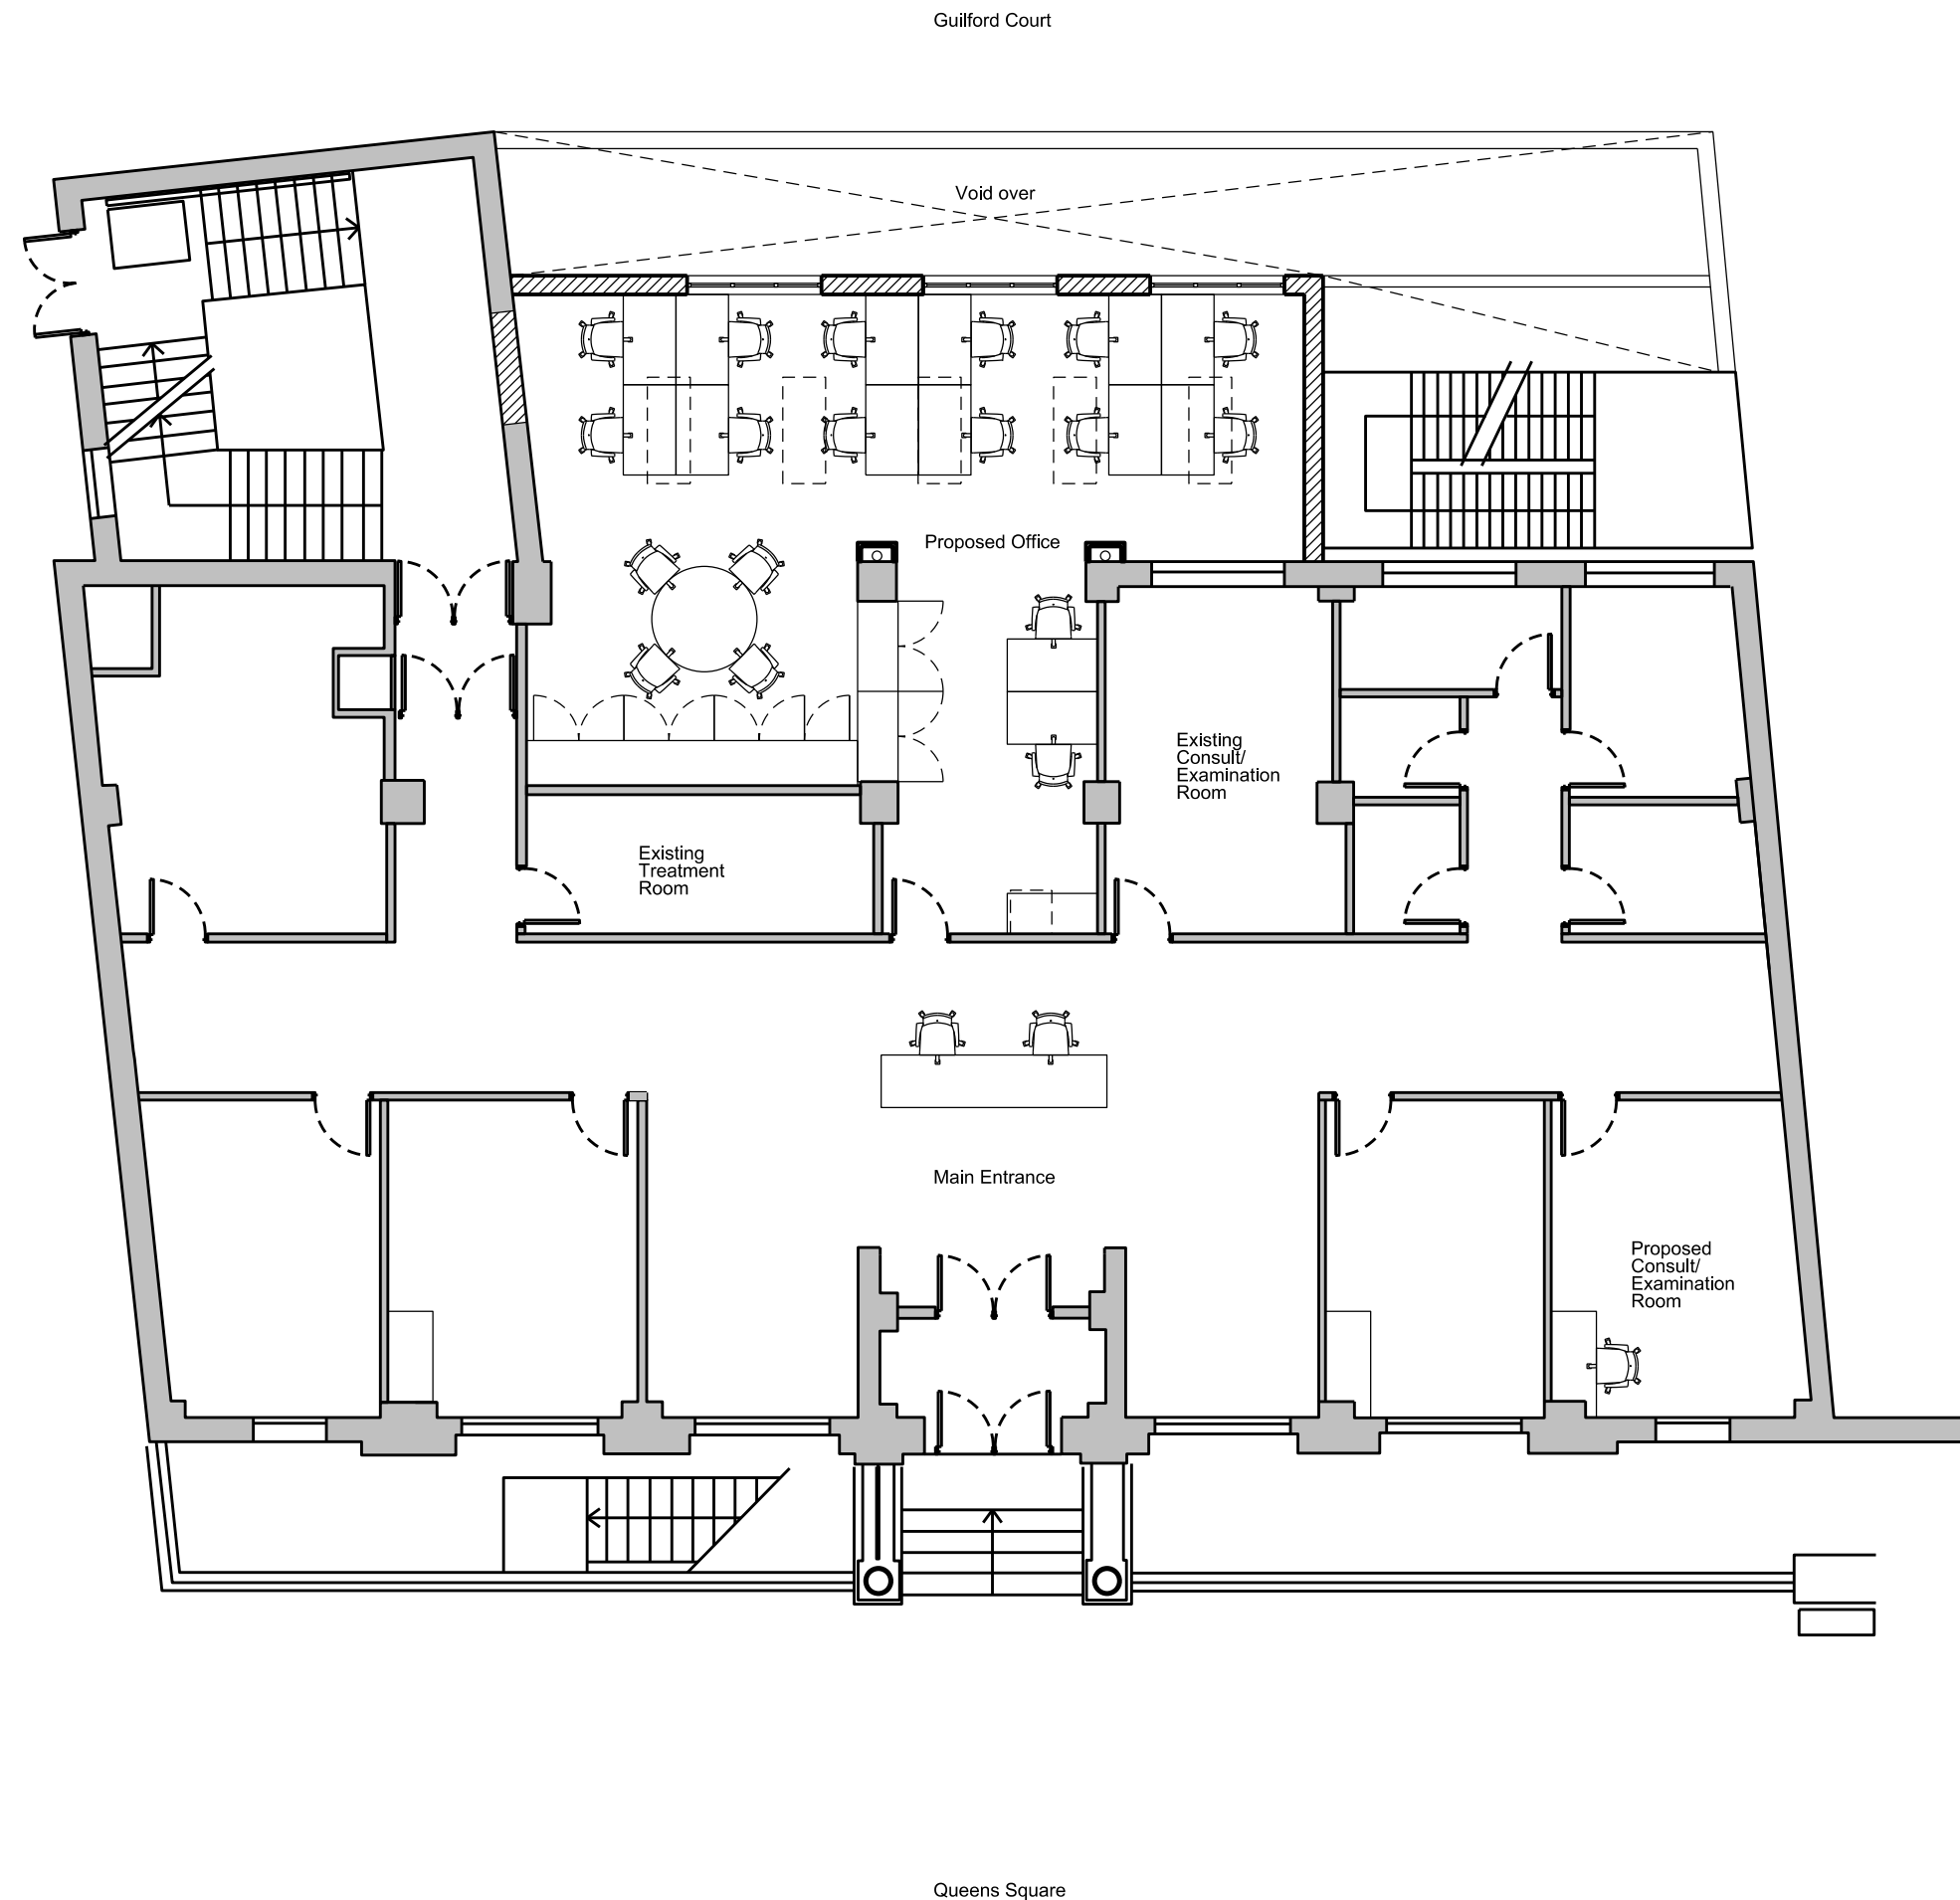 Guilford Court
Void over
Proposed Office
Existing
Consult/
Examination
Room
Existing
Treatment
Room
Main Entrance
Proposed
Consult/
Examination
Room
Queens Square